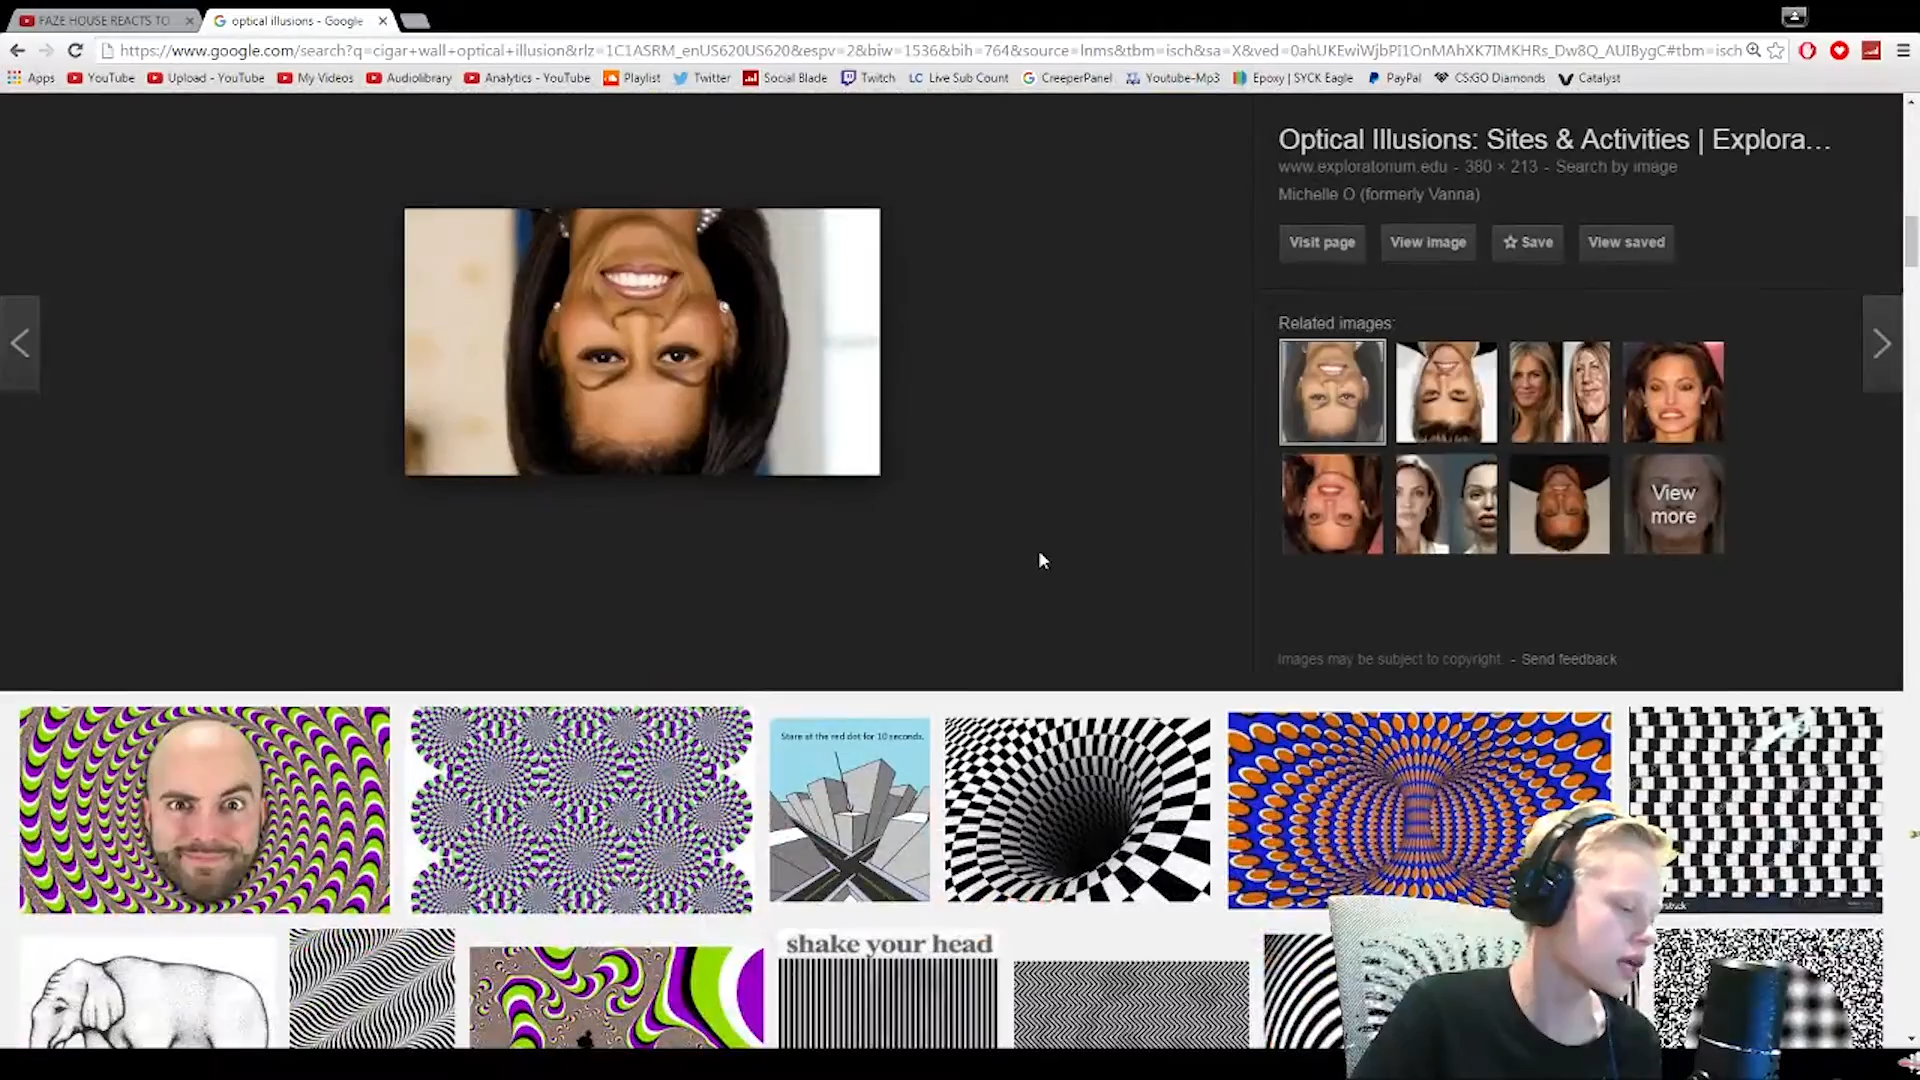 FAZE HOUSE REACTS TO
optical illusions - Google
https://www.google.com/search?q=cigar+wall+optical+illusion&rlz=1C1ASRM_enUS620US620&espv=2&biw=1536&bih=764&source=lnms&tbm=isch&sa=X&ved=0ahUKEwiWjbPI1OnMAhXK7IMKHRs_Dw8Q_AUIBygC#tbm=isch
Apps YouTube Upload - YouTube My Videos Audiolibrary Analytics - YouTube Playlist Twitter Social Blade Twitch LC Live Sub Count CreeperPanel Youtube-Mp3 Epoxy | SYCK Eagle PayPal CS:GO Diamonds Catalyst
Optical Illusions: Sites & Activities | Explora...
www.exploratorium.edu - 380 × 213 - Search by image
Michelle O (formerly Vanna)
Visit page View image Save View saved
Related images:
View
more
Images may be subject to copyright. - Send feedback
Stare at the red dot for 10 seconds.
shake your head